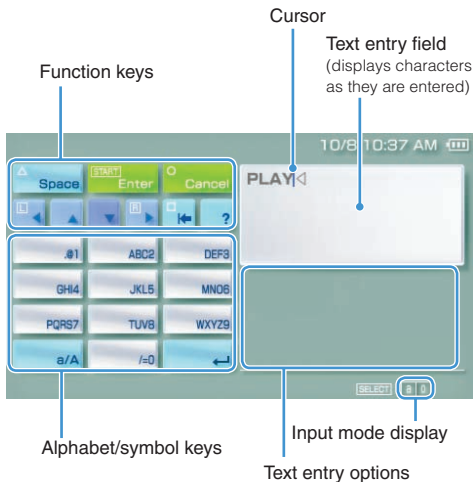 Cursor
Text entry field
(displays characters
as they are entered)
Function keys
10/8 10:37 AM
△ Space START Enter ○ Cancel
L ◀ ▲ ▼ R ▶ □ ?
PLAY
.@1 ABC2 DEF3
GHI4 JKL5 MNO6
PQRS7 TUV8 WXYZ9
a/A /=0 ↵
SELECT a 0
Input mode display
Alphabet/symbol keys
Text entry options